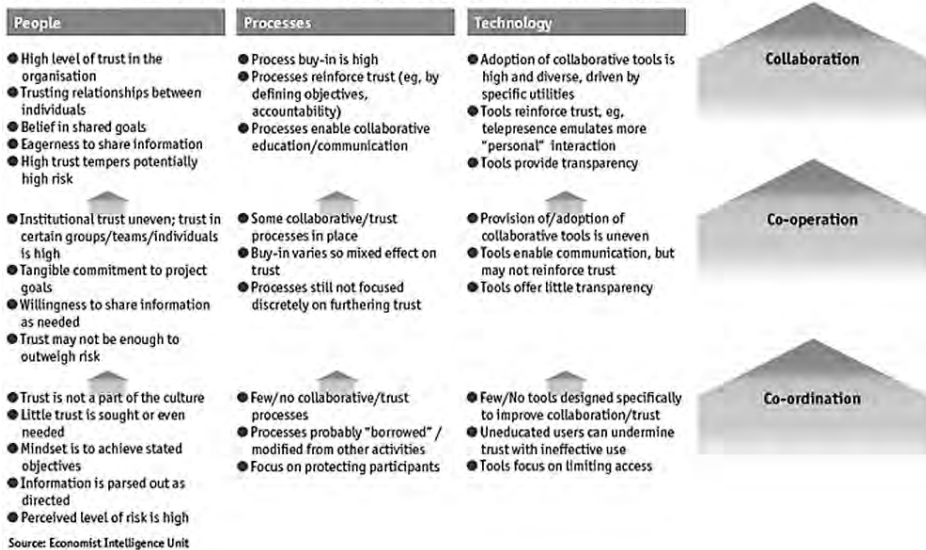 People
Processes
Technology
● High level of trust in the
organisation
● Trusting relationships between
individuals
● Belief in shared goals
● Eagerness to share information
● High trust tempers potentially
high risk
● Process buy-in is high
● Processes reinforce trust (eg, by
defining objectives,
accountability)
● Processes enable collaborative
education/communication
● Adoption of collaborative tools is
high and diverse, driven by
specific utilities
● Tools reinforce trust, eg,
telepresence emulates more
"personal" interaction
● Tools provide transparency
Collaboration
● Institutional trust uneven; trust in
certain groups/teams/individuals
is high
● Tangible commitment to project
goals
● Willingness to share information
as needed
● Trust may not be enough to
outweigh risk
● Some collaborative/trust
processes in place
● Buy-in varies so mixed effect on
trust
● Processes still not focused
discretely on furthering trust
● Provision of/adoption of
collaborative tools is uneven
● Tools enable communication, but
may not reinforce trust
● Tools offer little transparency
Co-operation
● Trust is not a part of the culture
● Little trust is sought or even
needed
● Mindset is to achieve stated
objectives
● Information is parsed out as
directed
● Perceived level of risk is high
● Few/no collaborative/trust
processes
● Processes probably "borrowed" /
modified from other activities
● Focus on protecting participants
● Few/No tools designed specifically
to improve collaboration/trust
● Uneducated users can undermine
trust with ineffective use
● Tools focus on limiting access
Co-ordination
Source: Economist Intelligence Unit